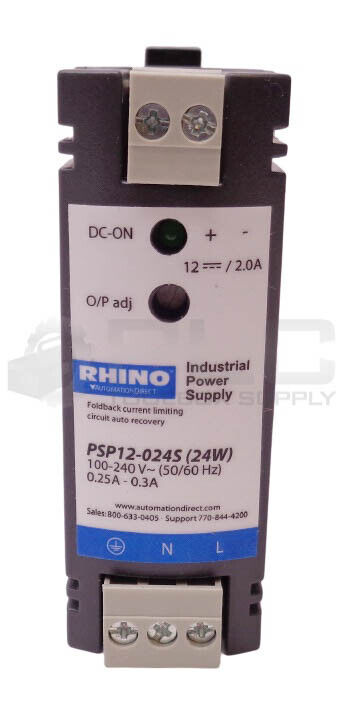 DC-ON + -
12 ⎓ / 2.0A
O/P adj
RHINO
AUTOMATIONDIRECT
Industrial
Power
Supply
Foldback current limiting
circuit auto recovery
PSP12-024S (24W)
100-240 V~ (50/60 Hz)
0.25A - 0.3A
www.automationdirect.com
Sales: 800-633-0405 · Support 770-844-4200
N L